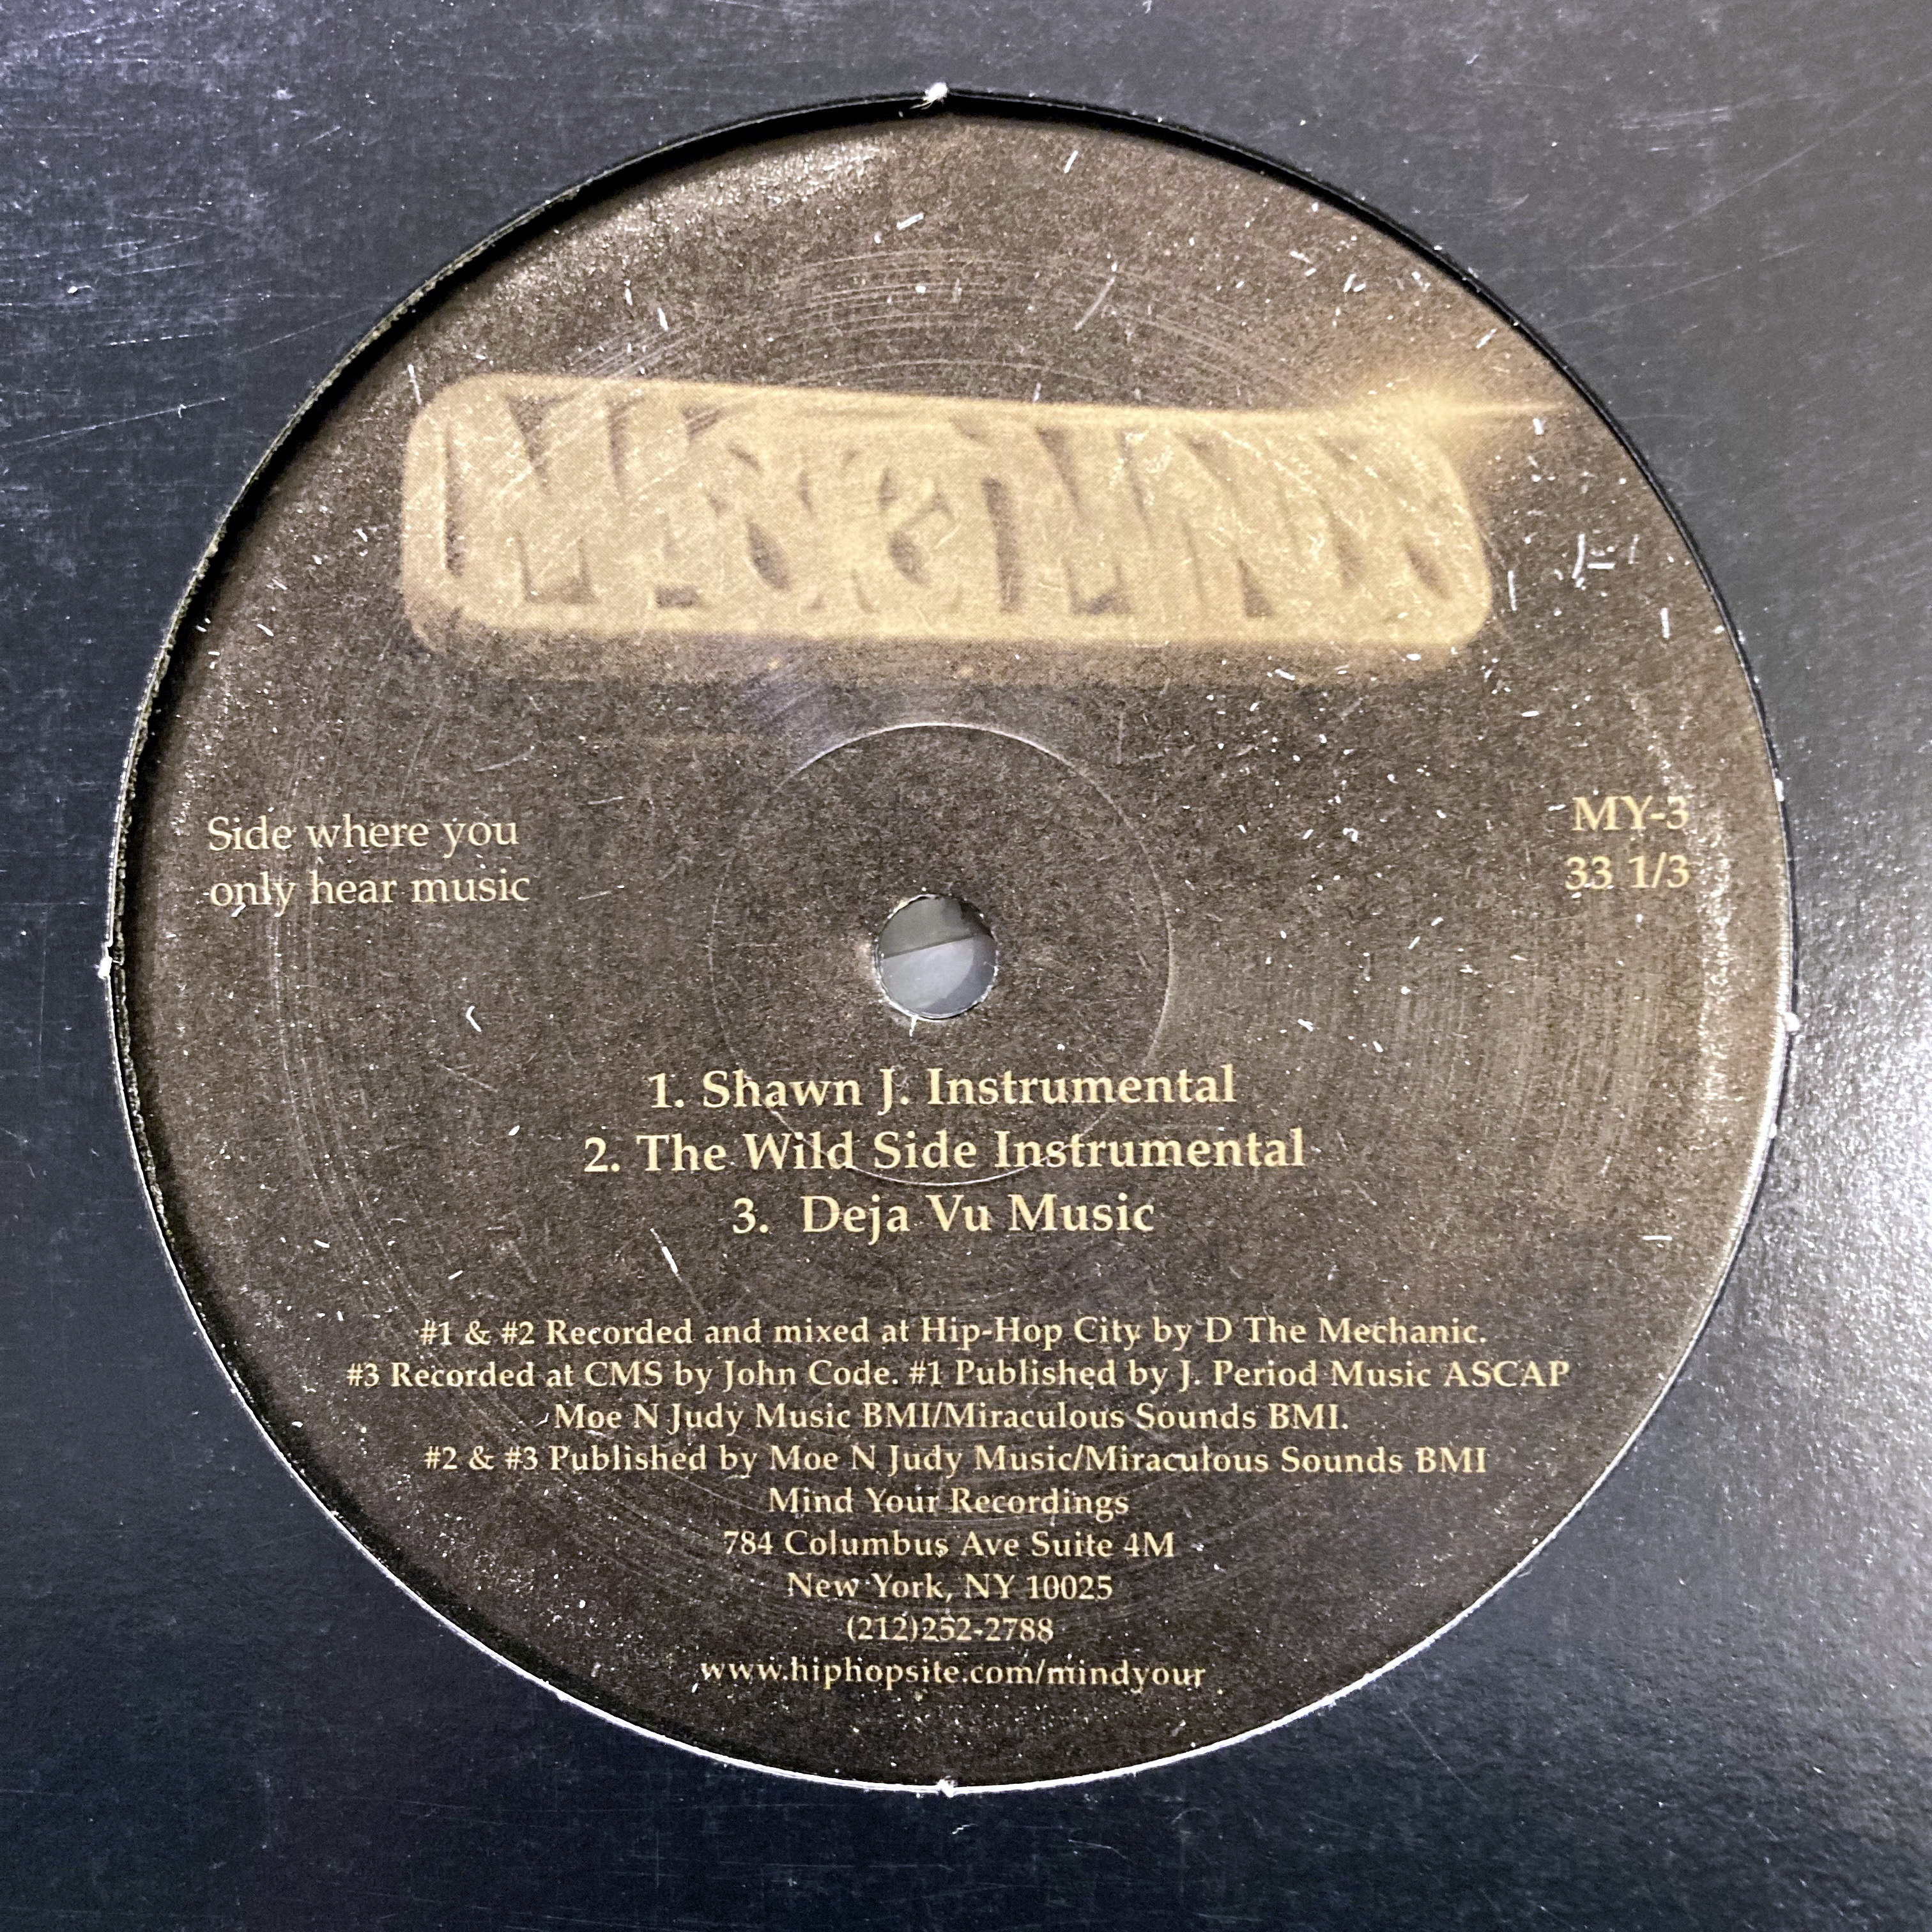 Side where you
only hear music
MY-3
33 1/3
1. Shawn J. Instrumental
2. The Wild Side Instrumental
3. Deja Vu Music
#1 & #2 Recorded and mixed at Hip-Hop City by D The Mechanic.
#3 Recorded at CMS by John Code. #1 Published by J. Period Music ASCAP
Moe N Judy Music BMI/Miraculous Sounds BMI.
#2 & #3 Published by Moe N Judy Music/Miraculous Sounds BMI
Mind Your Recordings
784 Columbus Ave Suite 4M
New York, NY 10025
(212)252-2788
www.hiphopsite.com/mindyour